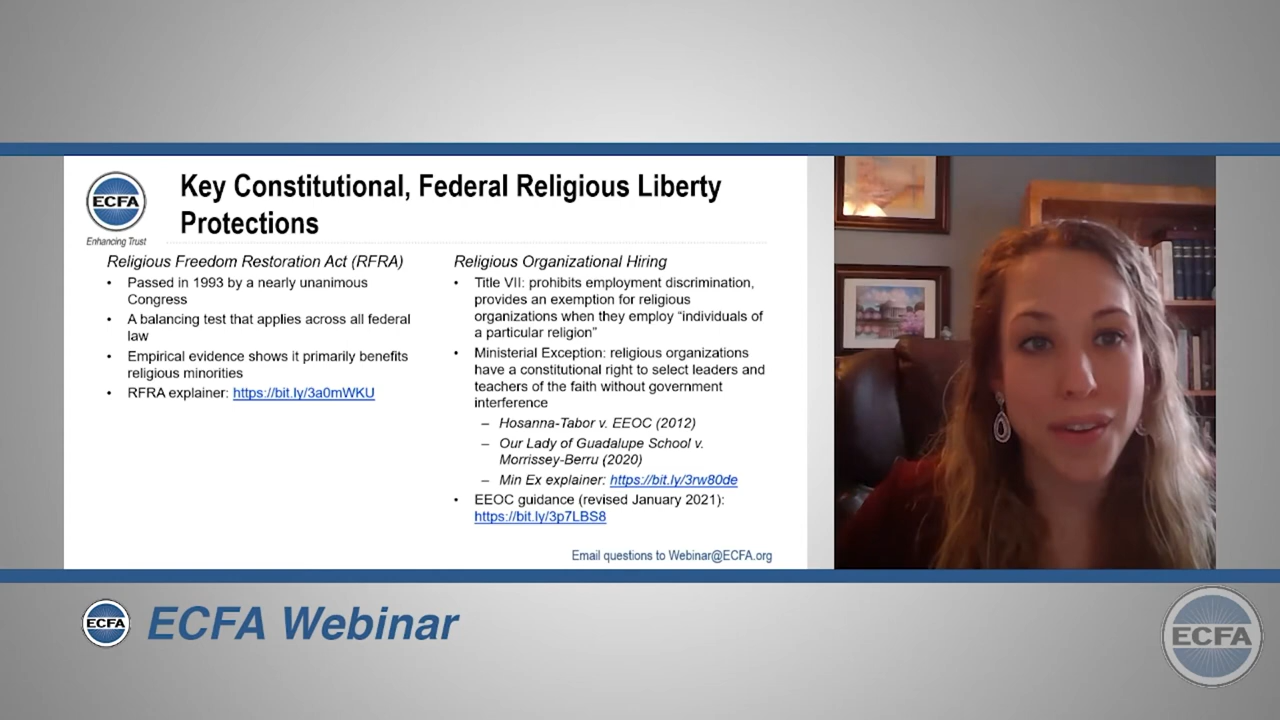 ECFA
Enhancing Trust
Key Constitutional, Federal Religious Liberty
Protections
Religious Freedom Restoration Act (RFRA)
• Passed in 1993 by a nearly unanimous
Congress
• A balancing test that applies across all federal
law
• Empirical evidence shows it primarily benefits
religious minorities
• RFRA explainer: https://bit.ly/3a0mWKU
Religious Organizational Hiring
• Title VII: prohibits employment discrimination,
provides an exemption for religious
organizations when they employ “individuals of
a particular religion”
• Ministerial Exception: religious organizations
have a constitutional right to select leaders and
teachers of the faith without government
interference
– Hosanna-Tabor v. EEOC (2012)
– Our Lady of Guadalupe School v.
Morrissey-Berru (2020)
– Min Ex explainer: https://bit.ly/3rw80de
• EEOC guidance (revised January 2021):
https://bit.ly/3p7LBS8
Email questions to Webinar@ECFA.org
ECFA
ECFA Webinar
ECFA